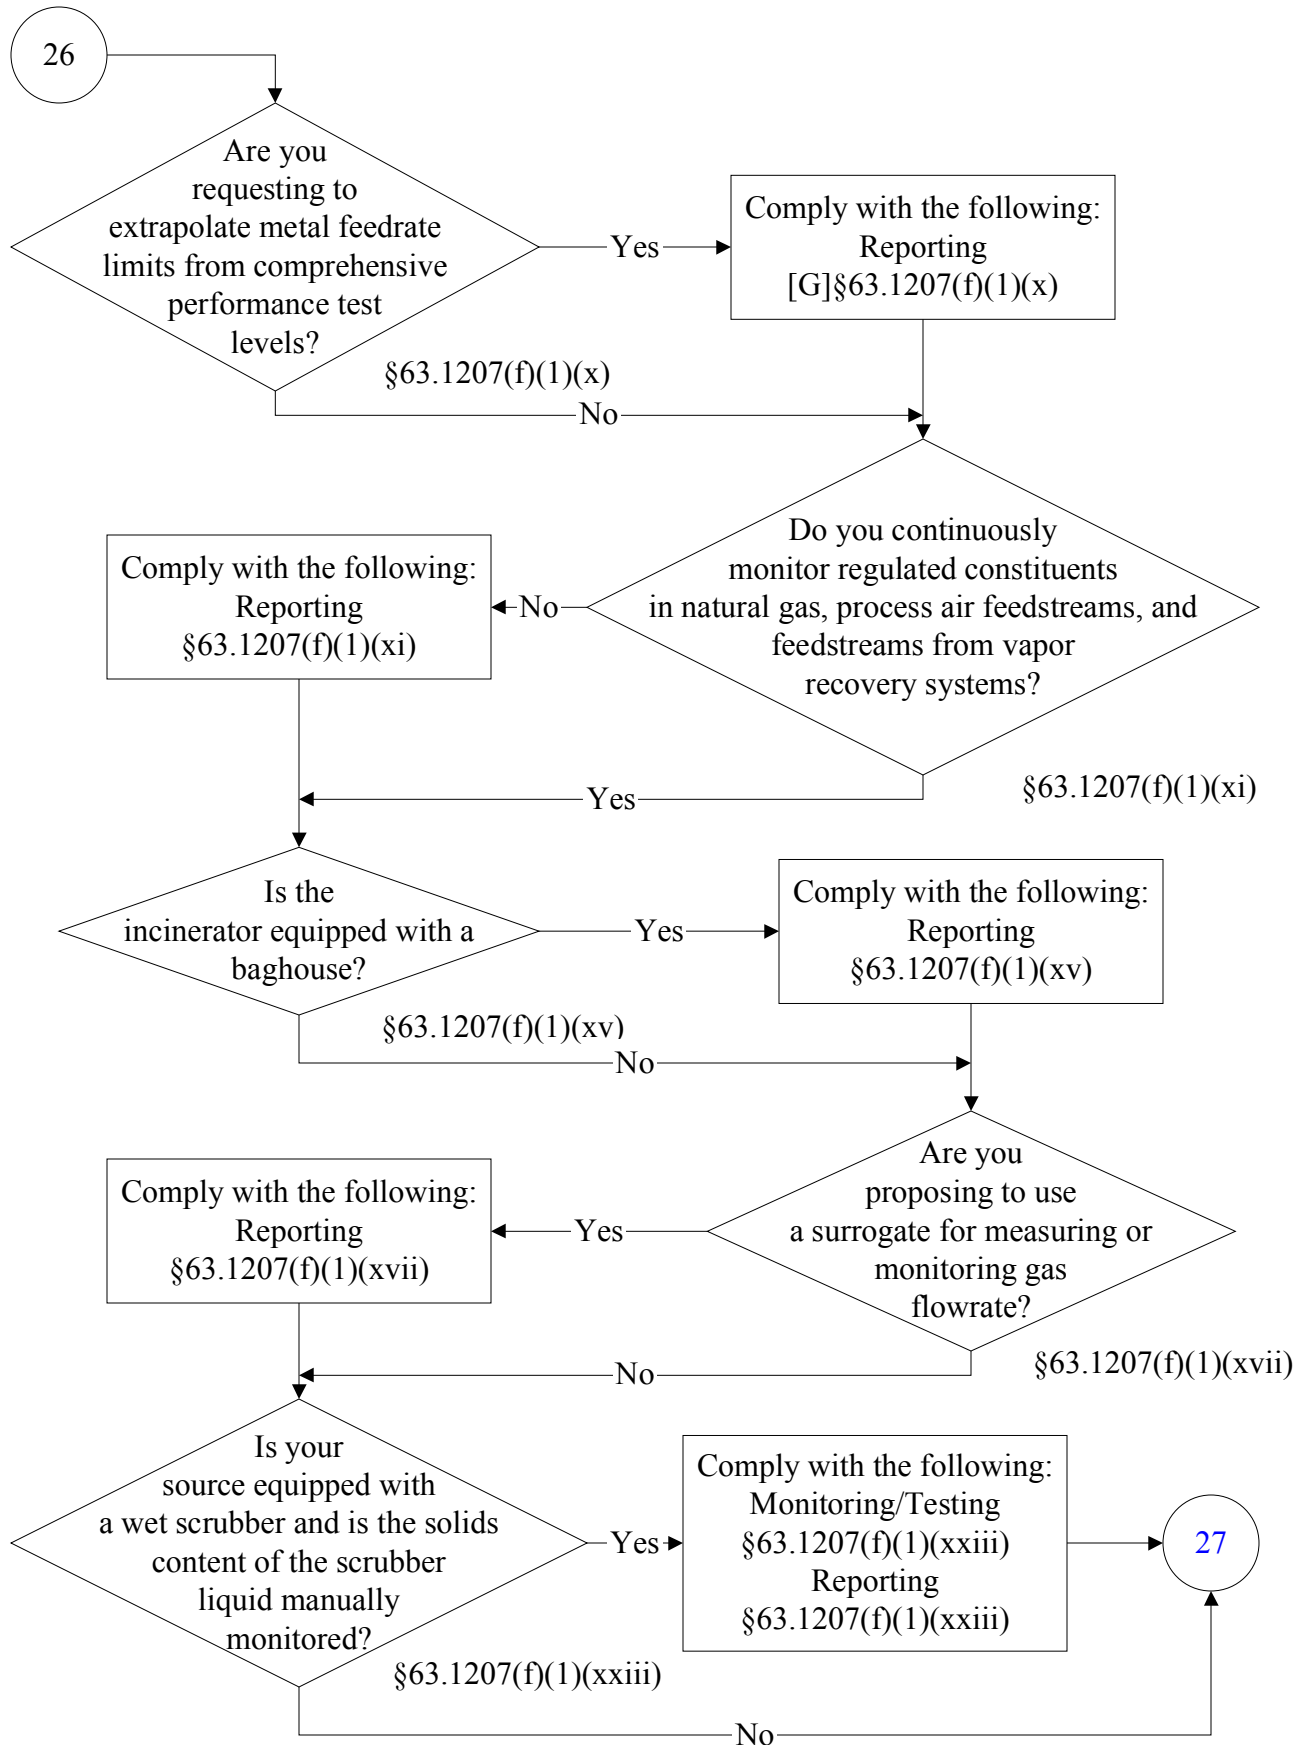 26
Are you
requesting to
extrapolate metal feedrate
limits from comprehensive
performance test
levels?
Yes
Comply with the following:
Reporting
[G]§63.1207(f)(1)(x)
§63.1207(f)(1)(x)
No
Do you continuously
monitor regulated constituents
in natural gas, process air feedstreams, and
feedstreams from vapor
recovery systems?
No
Comply with the following:
Reporting
§63.1207(f)(1)(xi)
§63.1207(f)(1)(xi)
Yes
Is the
incinerator equipped with a
baghouse?
Yes
Comply with the following:
Reporting
§63.1207(f)(1)(xv)
§63.1207(f)(1)(xv)
No
Are you
proposing to use
a surrogate for measuring or
monitoring gas
flowrate?
Yes
Comply with the following:
Reporting
§63.1207(f)(1)(xvii)
§63.1207(f)(1)(xvii)
No
Is your
source equipped with
a wet scrubber and is the solids
content of the scrubber
liquid manually
monitored?
Yes
Comply with the following:
Monitoring/Testing
§63.1207(f)(1)(xxiii)
Reporting
§63.1207(f)(1)(xxiii)
27
§63.1207(f)(1)(xxiii)
No